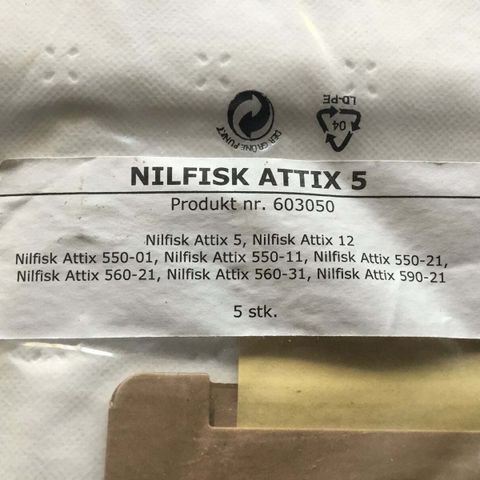 DER GRÜNE PUNKT
04
LD-PE
NILFISK ATTIX 5
Produkt nr. 603050
Nilfisk Attix 5, Nilfisk Attix 12
Nilfisk Attix 550-01, Nilfisk Attix 550-11, Nilfisk Attix 550-21,
Nilfisk Attix 560-21, Nilfisk Attix 560-31, Nilfisk Attix 590-21
5 stk.